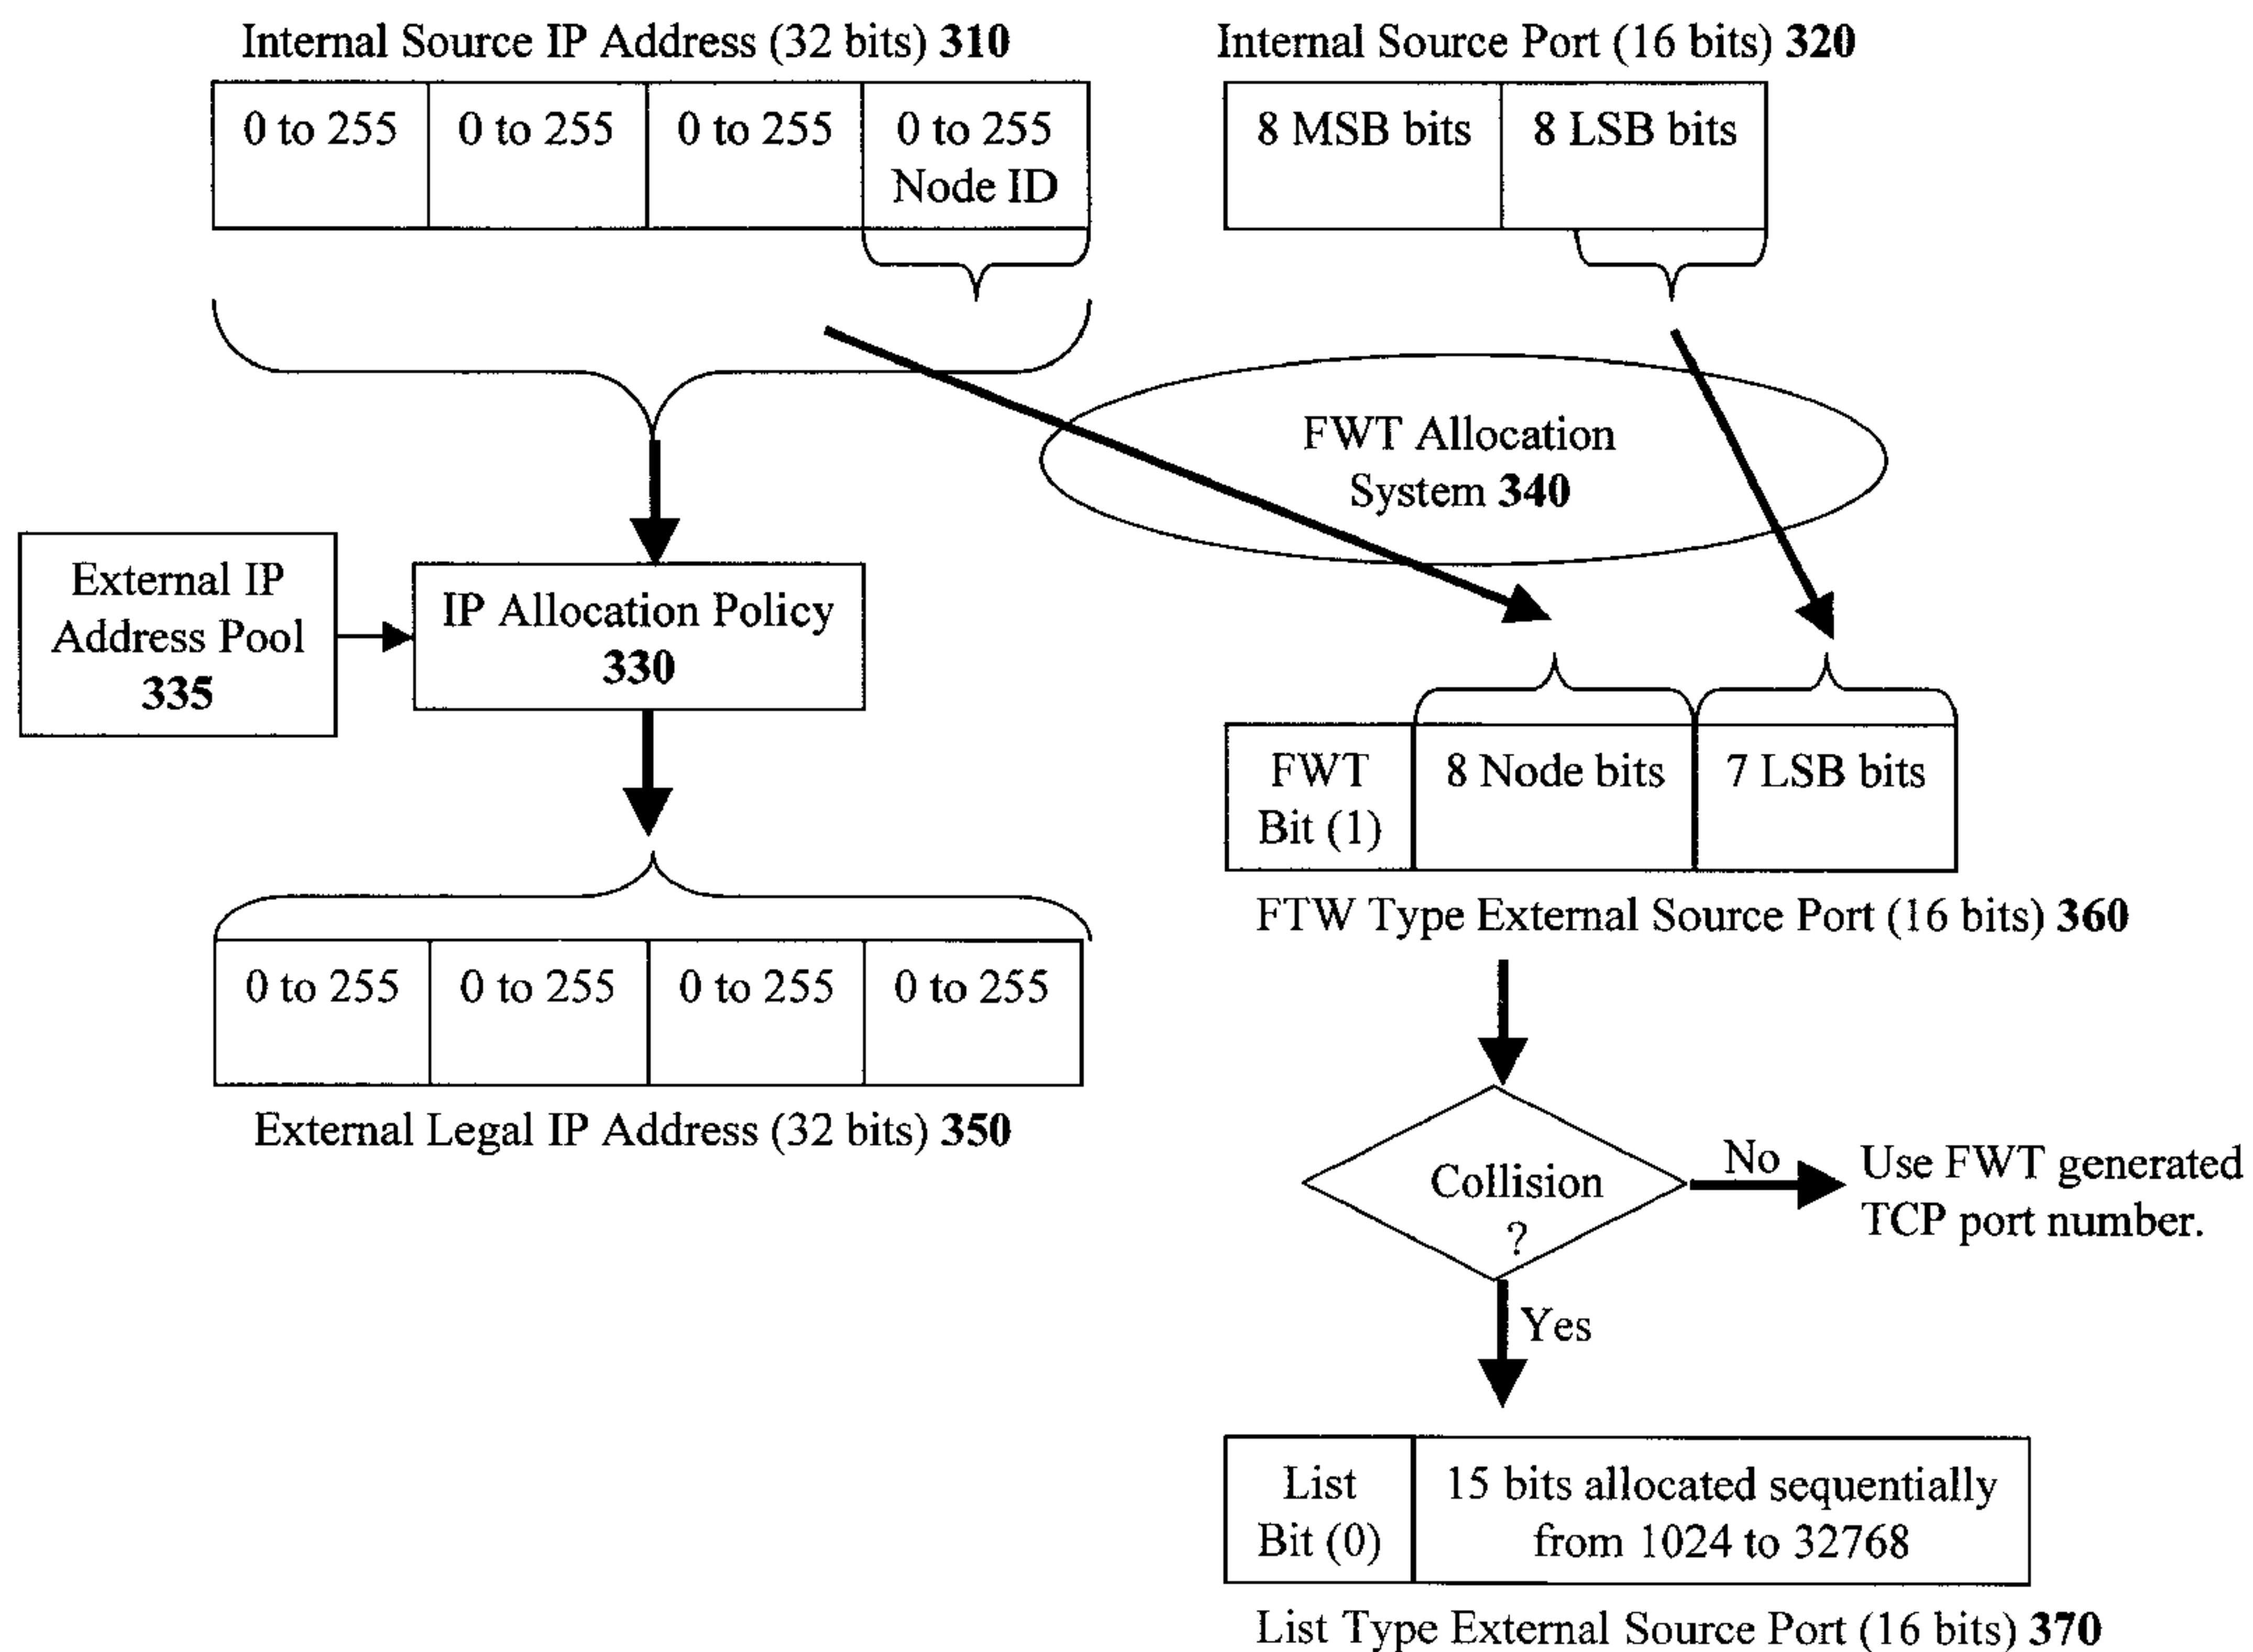 Internal Source IP Address (32 bits) 310
0 to 255
0 to 255
0 to 255
0 to 255
Node ID
Internal Source Port (16 bits) 320
8 MSB bits
8 LSB bits
FWT Allocation
System 340
External IP
Address Pool
335
IP Allocation Policy
330
FWT
Bit (1)
8 Node bits
7 LSB bits
FTW Type External Source Port (16 bits) 360
0 to 255
0 to 255
0 to 255
0 to 255
External Legal IP Address (32 bits) 350
Collision
?
No
Use FWT generated
TCP port number.
Yes
List
Bit (0)
15 bits allocated sequentially
from 1024 to 32768
List Type External Source Port (16 bits) 370